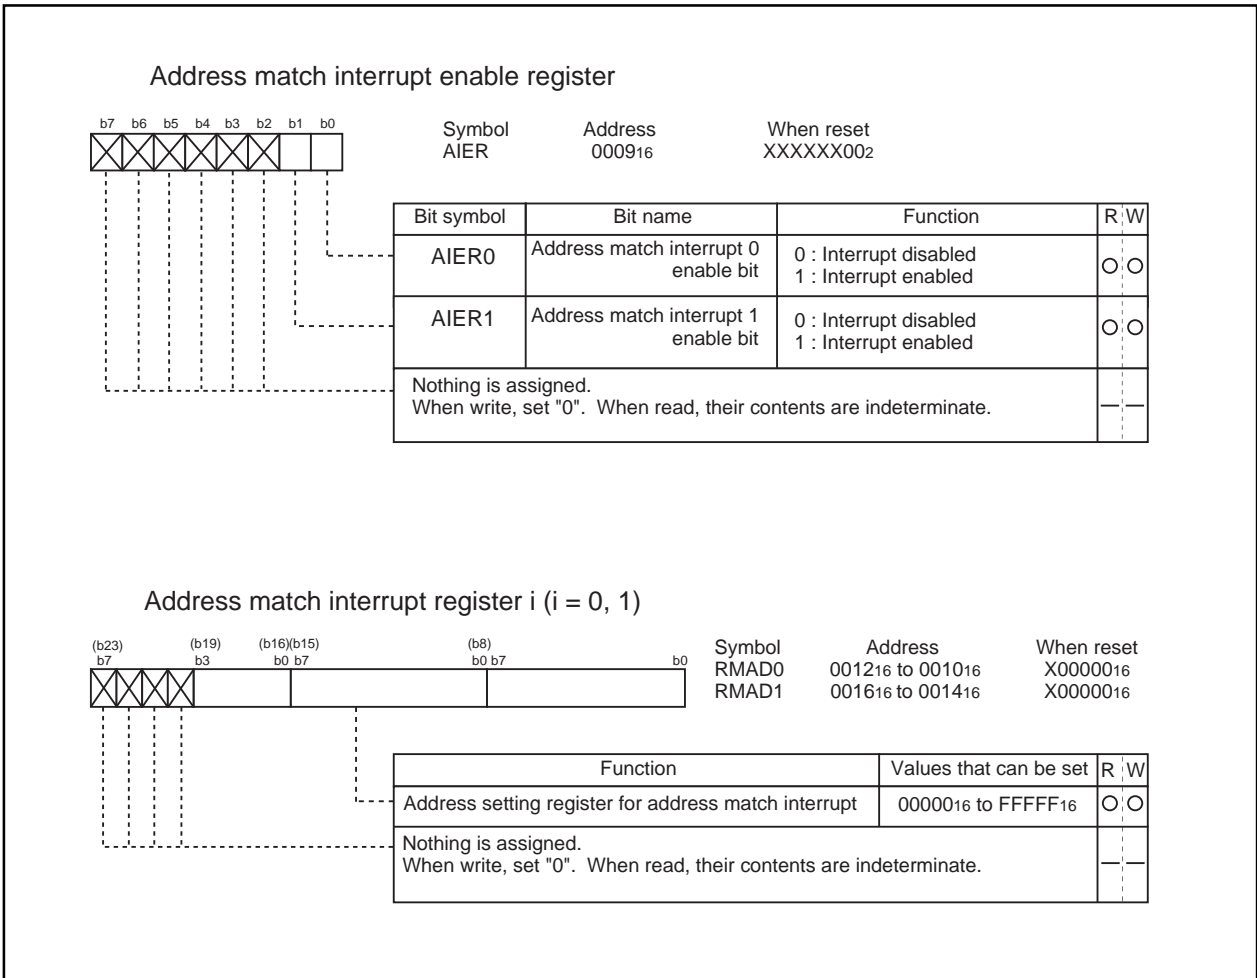 Address match interrupt enable register
b7 b6 b5 b4 b3 b2 b1 b0
Symbol Address When reset
AIER 000916 XXXXXX002
Bit symbol Bit name Function R W
AIER0 Address match interrupt 0 enable bit
0 : Interrupt disabled
1 : Interrupt enabled
AIER1 Address match interrupt 1 enable bit
0 : Interrupt disabled
1 : Interrupt enabled
Nothing is assigned.
When write, set "0". When read, their contents are indeterminate.
Address match interrupt register i (i = 0, 1)
(b23) (b19) (b16)(b15) (b8)
b7 b3 b0 b7 b0 b7 b0
Symbol Address When reset
RMAD0 001216 to 001016 X0000016
RMAD1 001616 to 001416 X0000016
Function Values that can be set R W
Address setting register for address match interrupt 0000016 to FFFFF16
Nothing is assigned.
When write, set "0". When read, their contents are indeterminate.